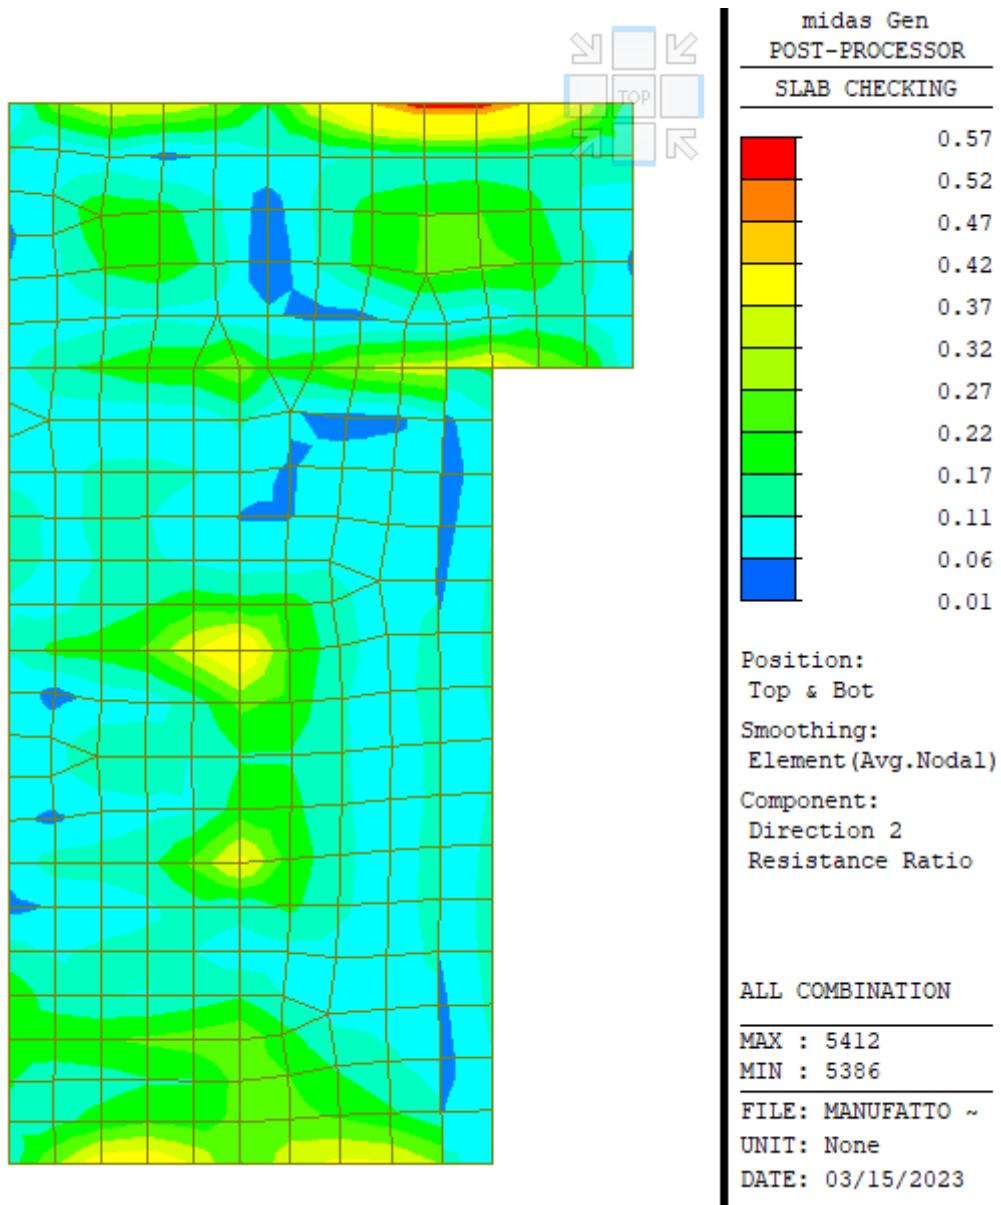 TOP
midas Gen
POST-PROCESSOR
SLAB CHECKING
0.57
0.52
0.47
0.42
0.37
0.32
0.27
0.22
0.17
0.11
0.06
0.01
Position:
Top & Bot
Smoothing:
Element(Avg.Nodal)
Component:
Direction 2
Resistance Ratio
ALL COMBINATION
MAX : 5412
MIN : 5386
FILE: MANUFATTO ~
UNIT: None
DATE: 03/15/2023